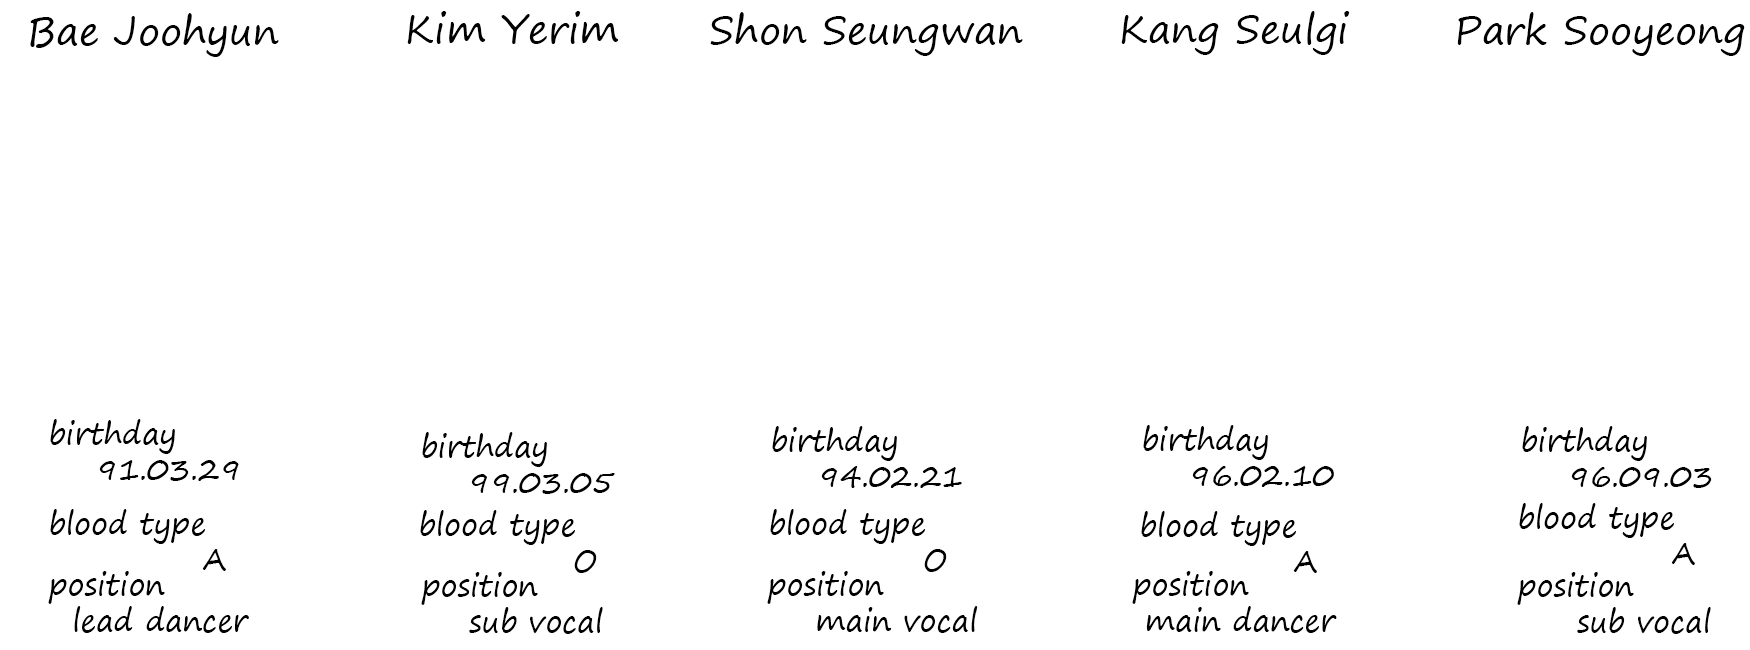 Bae Joohyun
birthday
91.03.29
blood type
A
position
lead dancer
Kim Yerim
birthday
99.03.05
blood type
O
position
sub vocal
Shon Seungwan
birthday
94.02.21
blood type
O
position
main vocal
Kang Seulgi
birthday
96.02.10
blood type
A
position
main dancer
Park Sooyeong
birthday
96.09.03
blood type
A
position
sub vocal